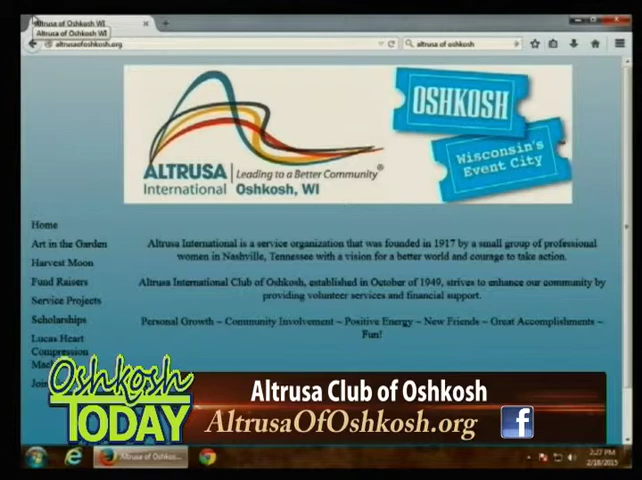 Altrusa of Oshkosh WI
Altrusa of Oshkosh WI
altrusaofoshkosh.org
altrusa of oshkosh
ALTRUSA
International
Leading to a Better Community®
Oshkosh, WI
OSHKOSH
Wisconsin's
Event City
Home
Art in the Garden
Harvest Moon
Fund Raisers
Service Projects
Scholarships
Lucas Heart
Compression
Altrusa International is a service organization that was founded in 1917 by a small group of professional
women in Nashville, Tennessee with a vision for a better world and courage to take action.
Altrusa International Club of Oshkosh, established in October of 1949, strives to enhance our community by
providing volunteer services and financial support.
Personal Growth ~ Community Involvement ~ Positive Energy ~ New Friends ~ Great Accomplishments ~
Fun!
Oshkosh
TODAY
Altrusa Club of Oshkosh
AltrusaOfOshkosh.org
f
Altrusa of Oshkos...
2:27 PM
2/18/2015